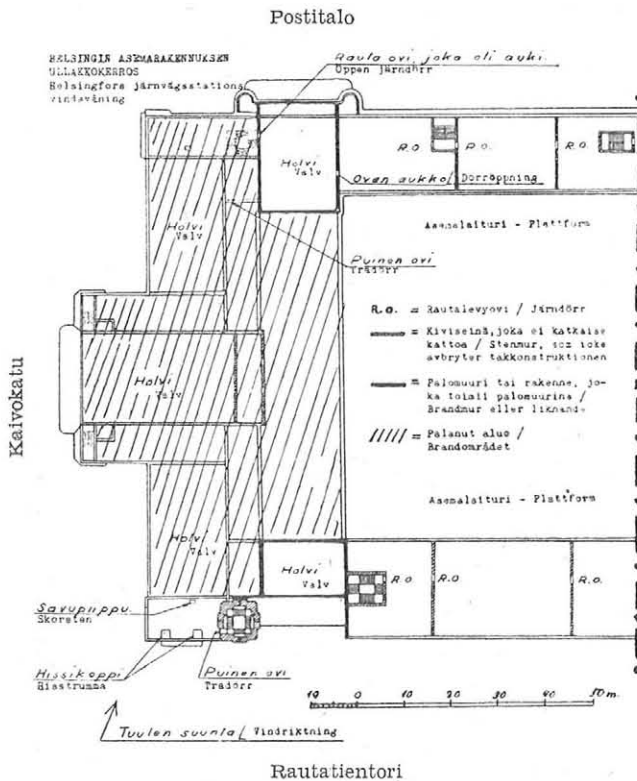 Postitalo
HELSINGIN ASEMARAKENNUKSEN
ULLAKKOKERROS
Helsingfors järnvägsstations
vindsvåning
Rauta ovi, joka oli auki.
Öppen järndörr
Holvi
Valv
R.O
R.O.
R.O
Oven aukko / Dörröppning
Holvi
Valv
Asemalaituri - Plattform
Puinen ovi
Trädörr
R.O. = Rautalevyovi / Järndörr
= Kiviseinä, joka ei katkaise
kattoa / Stenmur, som icke
avbryter takkonstruktionen
= Palomuuri tai rakenne, jo-
ka toimii palomuurina /
Brandmur eller liknande
///// = Palanut alue /
Brandområdet
Holvi
Valv
Kaivokatu
Asemalaituri - Plattform
Holvi
Valv
Holvi
Valv
R.O
R.O
R.O.
Savupiippu.
Skorsten
Hissikoppi
Hisstrumma
Puinen ovi
Trädörr
10 0 10 20 30 40 50 m.
Tuulen suunta / Vindriktning
Rautatientori